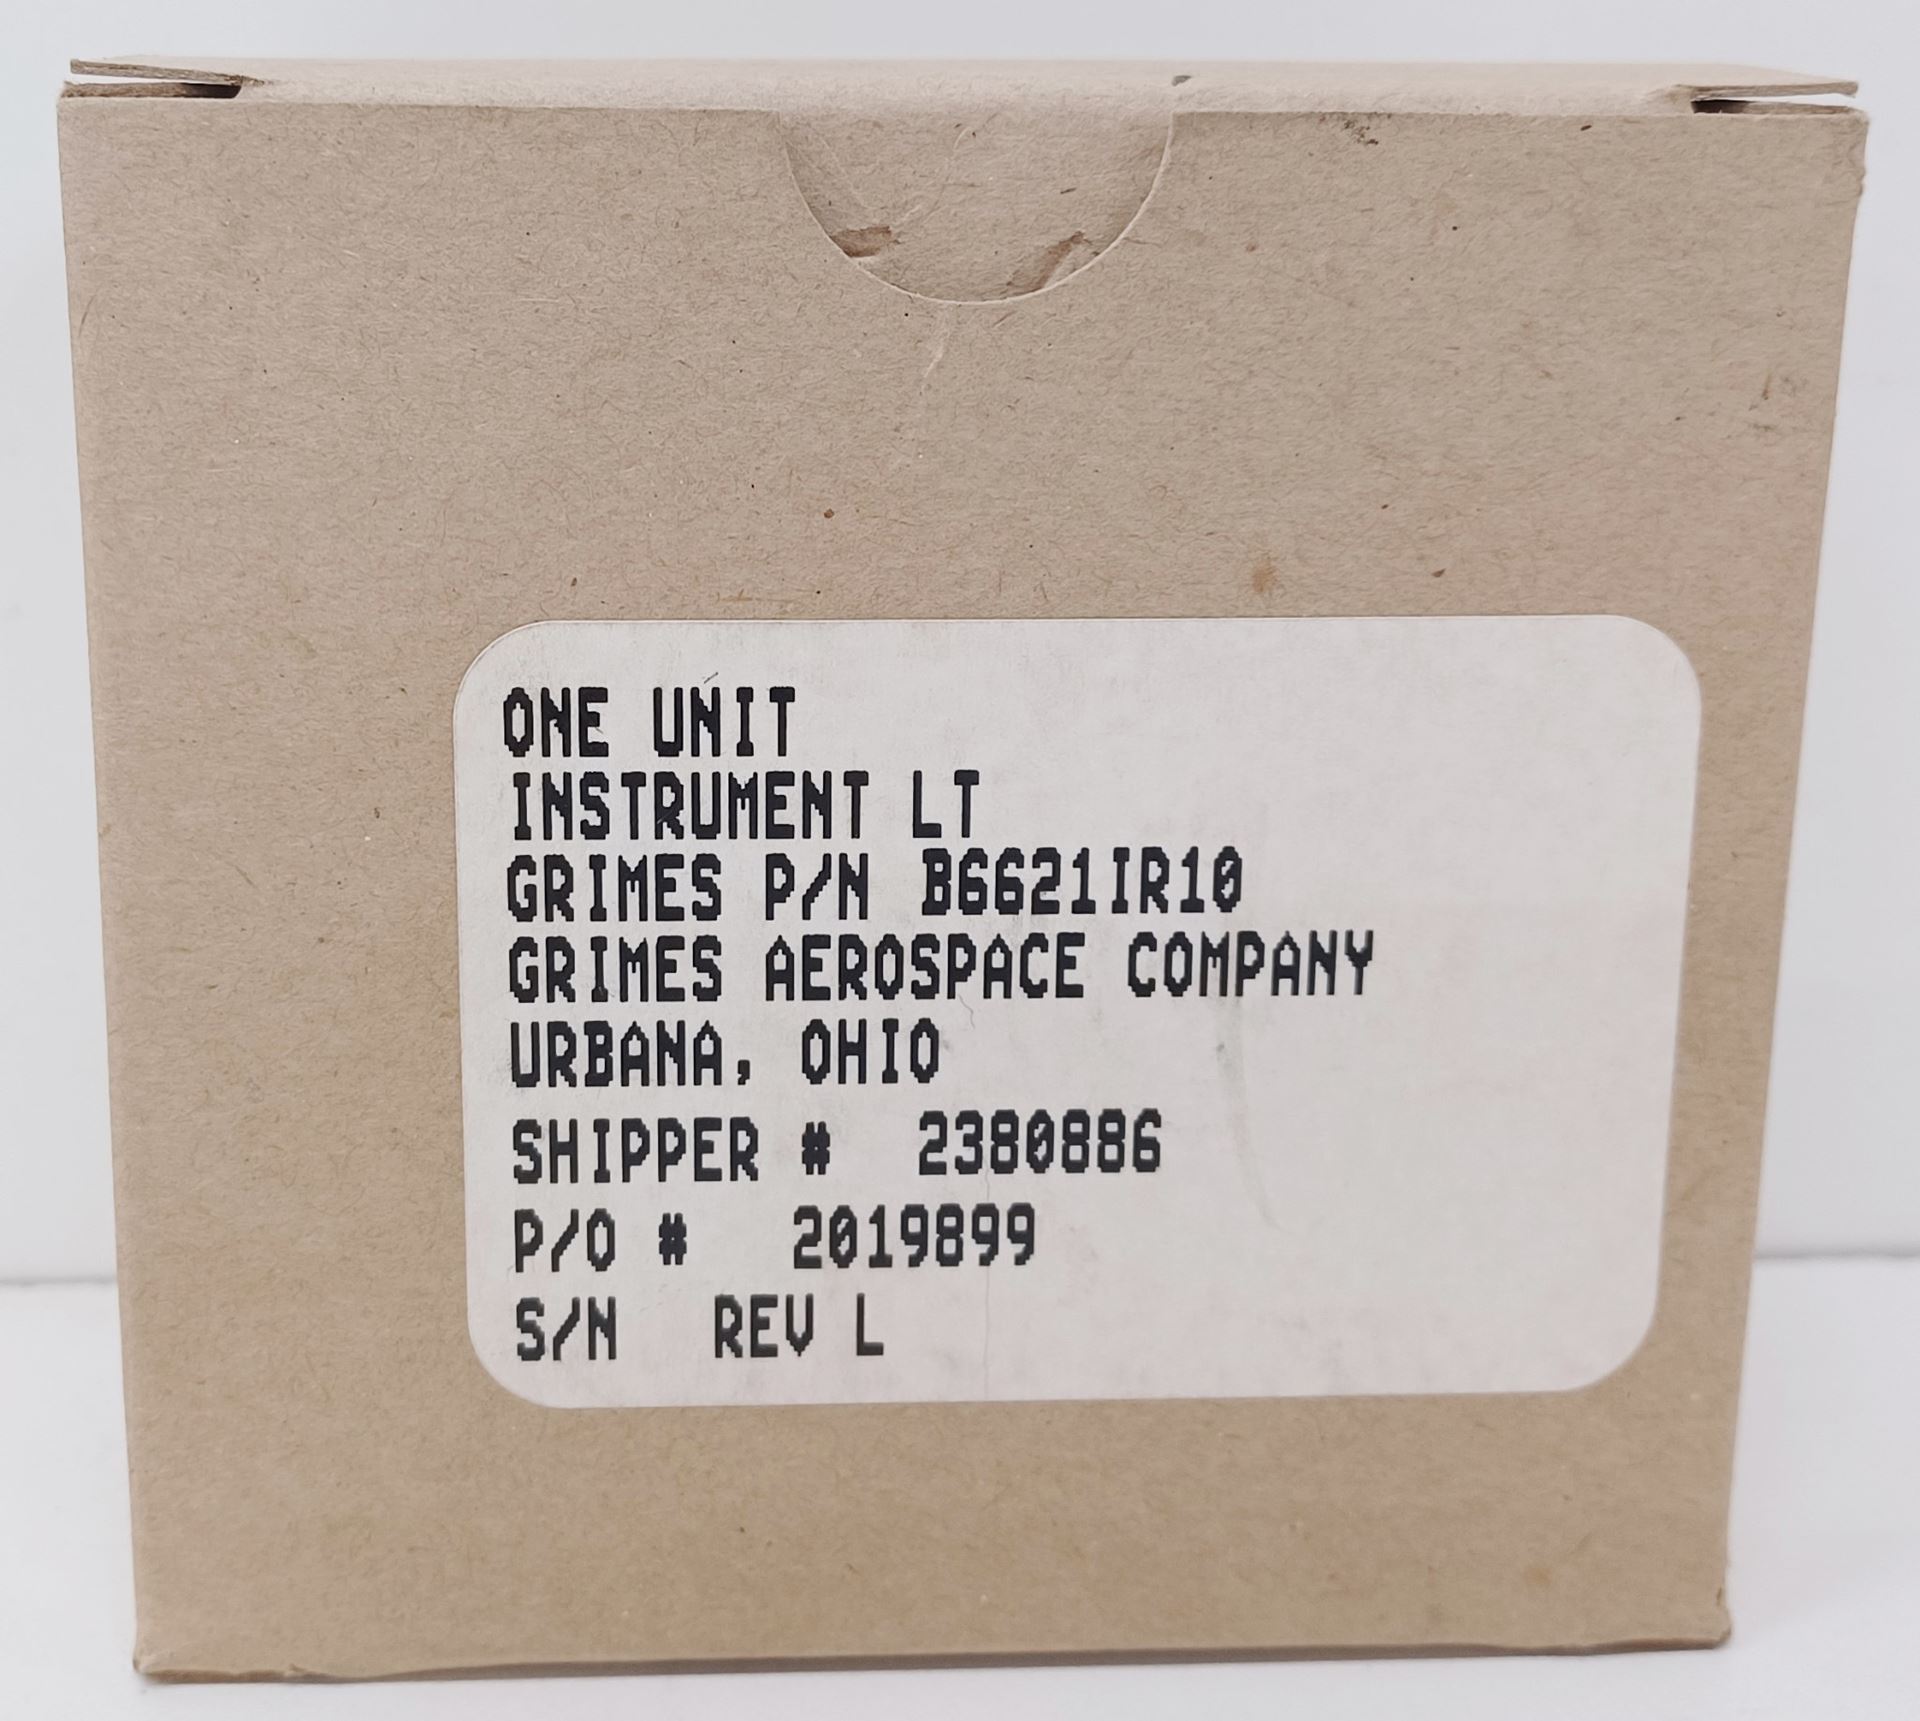 ONE UNIT
INSTRUMENT LT
GRIMES P/N B6621IR10
GRIMES AEROSPACE COMPANY
URBANA, OHIO
SHIPPER # 2380886
P/O # 2019899
S/N REV L